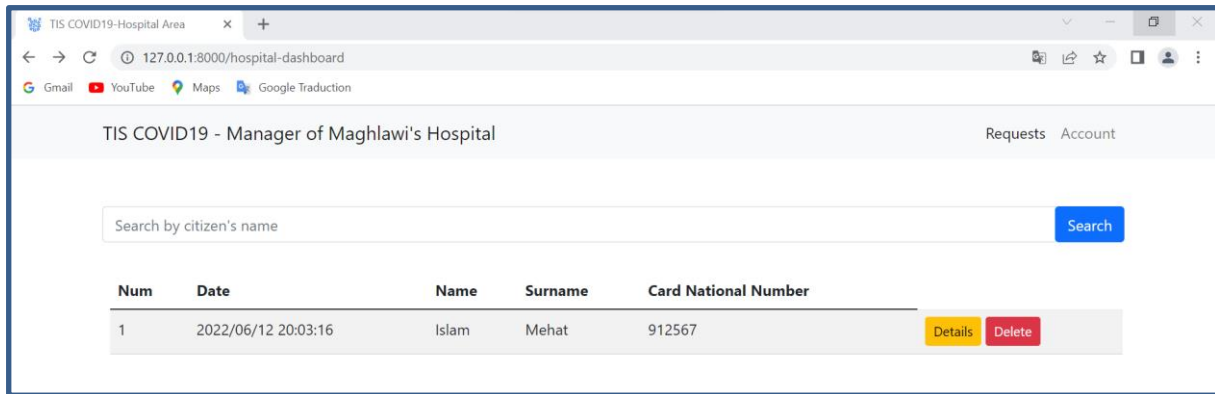 TIS COVID19-Hospital Area
127.0.0.1:8000/hospital-dashboard
Gmail YouTube Maps Google Traduction
TIS COVID19 - Manager of Maghlawi's Hospital Requests Account
Search by citizen's name Search
Num Date Name Surname Card National Number
1 2022/06/12 20:03:16 Islam Mehat 912567 Details Delete